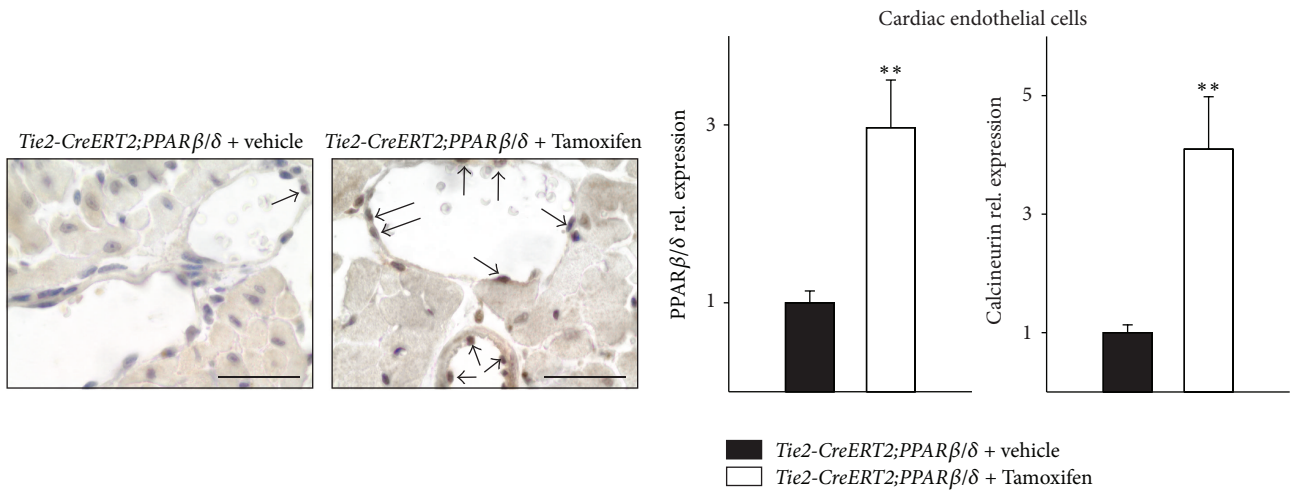 Tie2-CreERT2;PPARβ/δ + vehicle
Tie2-CreERT2;PPARβ/δ + Tamoxifen
Cardiac endothelial cells
PPARβ/δ rel. expression
3
1
**
Calcineurin rel. expression
5
3
1
**
Tie2-CreERT2;PPARβ/δ + vehicle
Tie2-CreERT2;PPARβ/δ + Tamoxifen